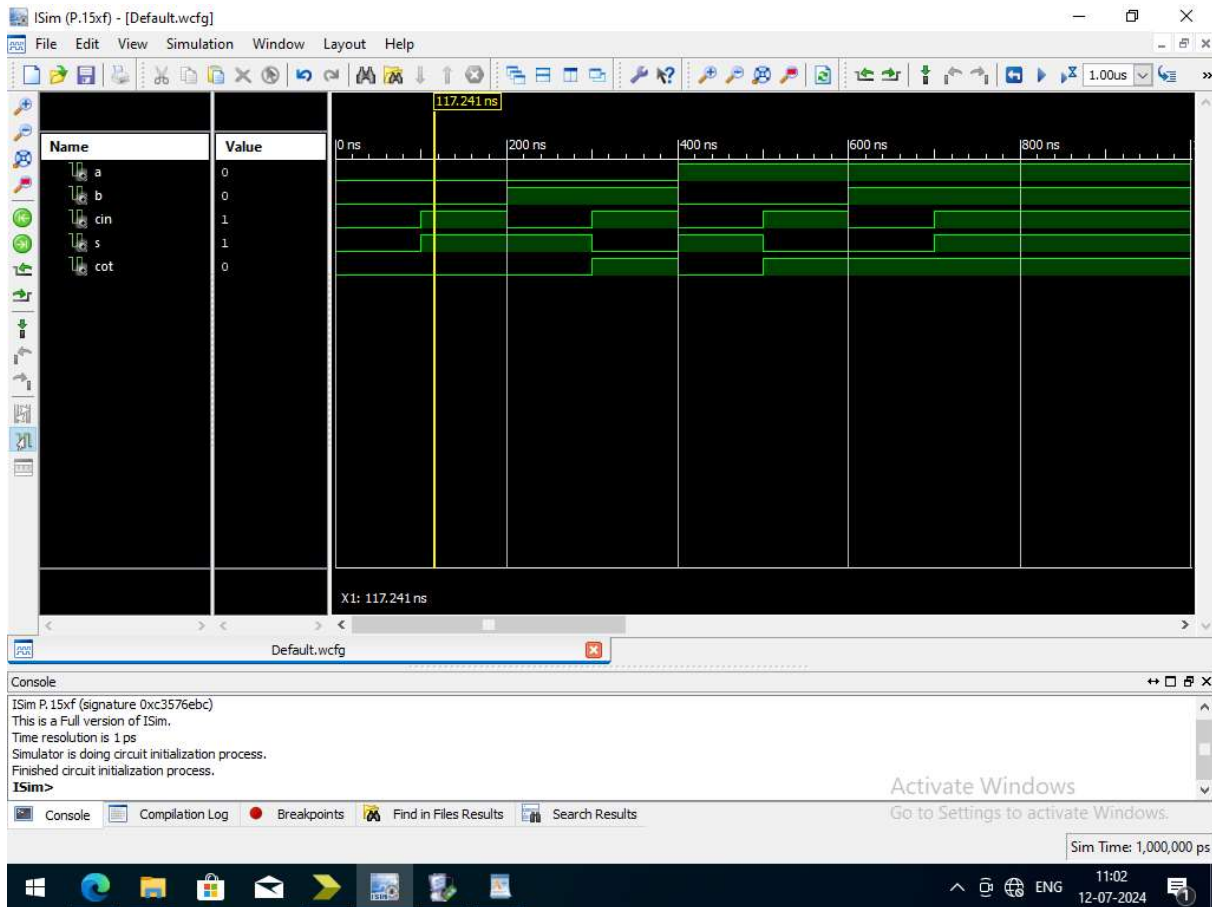 ISim (P.15xf) - [Default.wcfg]
File Edit View Simulation Window Layout Help
1.00us
117.241 ns
Name Value
0 ns 200 ns 400 ns 600 ns 800 ns
a 0
b 0
cin 1
s 1
cot 0
X1: 117.241 ns
Default.wcfg
Console
ISim P.15xf (signature 0xc3576ebc)
This is a Full version of ISim.
Time resolution is 1 ps
Simulator is doing circuit initialization process.
Finished circuit initialization process.
ISim>
Activate Windows
Go to Settings to activate Windows.
Console Compilation Log Breakpoints Find in Files Results Search Results
Sim Time: 1,000,000 ps
ENG
11:02
12-07-2024
1